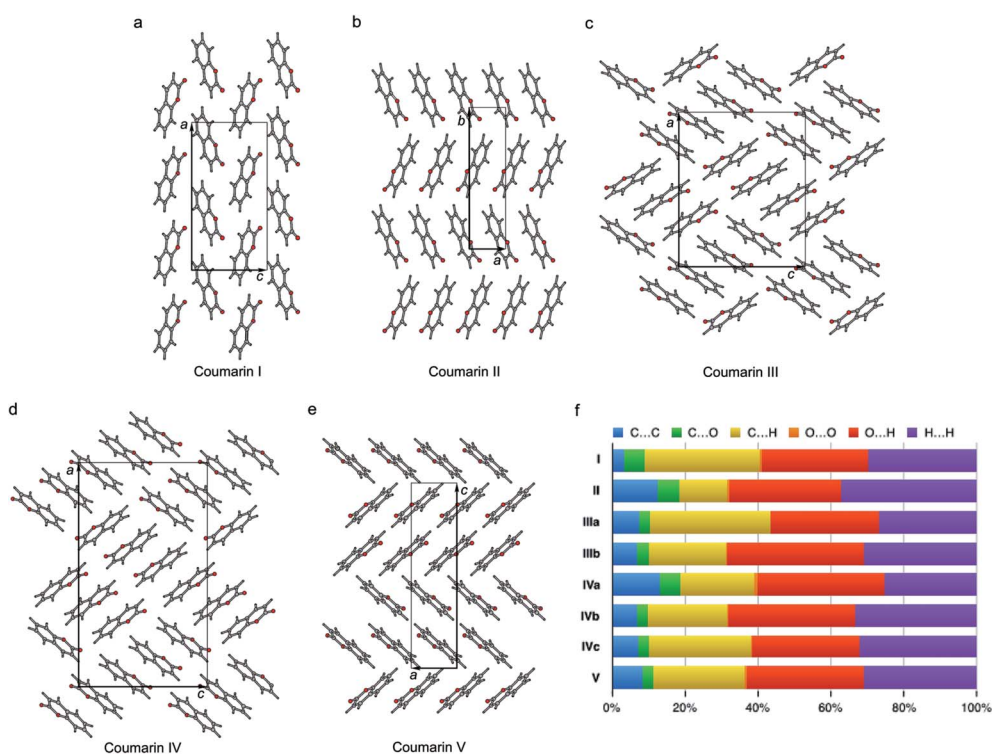 a
b
c
a
c
b
a
a
c
Coumarin I
Coumarin II
Coumarin III
d
e
f
a
c
c
a
Coumarin IV
Coumarin V
C...C C...O C...H O...O O...H H...H
I
II
IIIa
IIIb
IVa
IVb
IVc
V
0% 20% 40% 60% 80% 100%